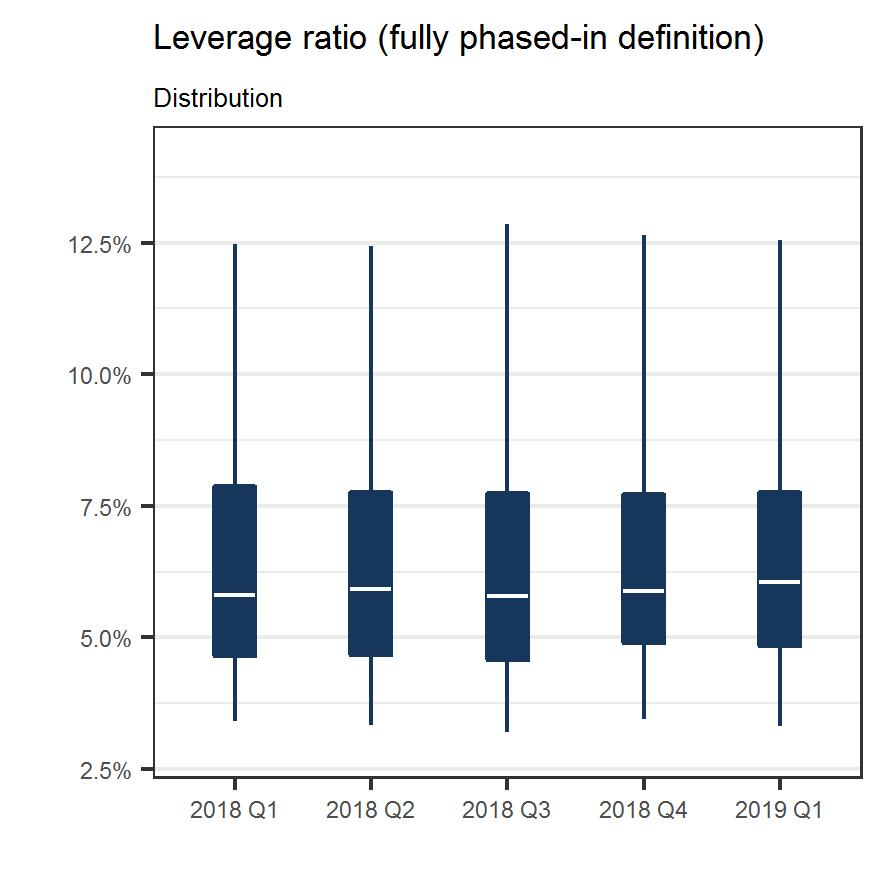 Leverage ratio (fully phased-in definition)
Distribution
12.5%
10.0%
7.5%
5.0%
2.5%
2018 Q1 2018 Q2 2018 Q3 2018 Q4 2019 Q1